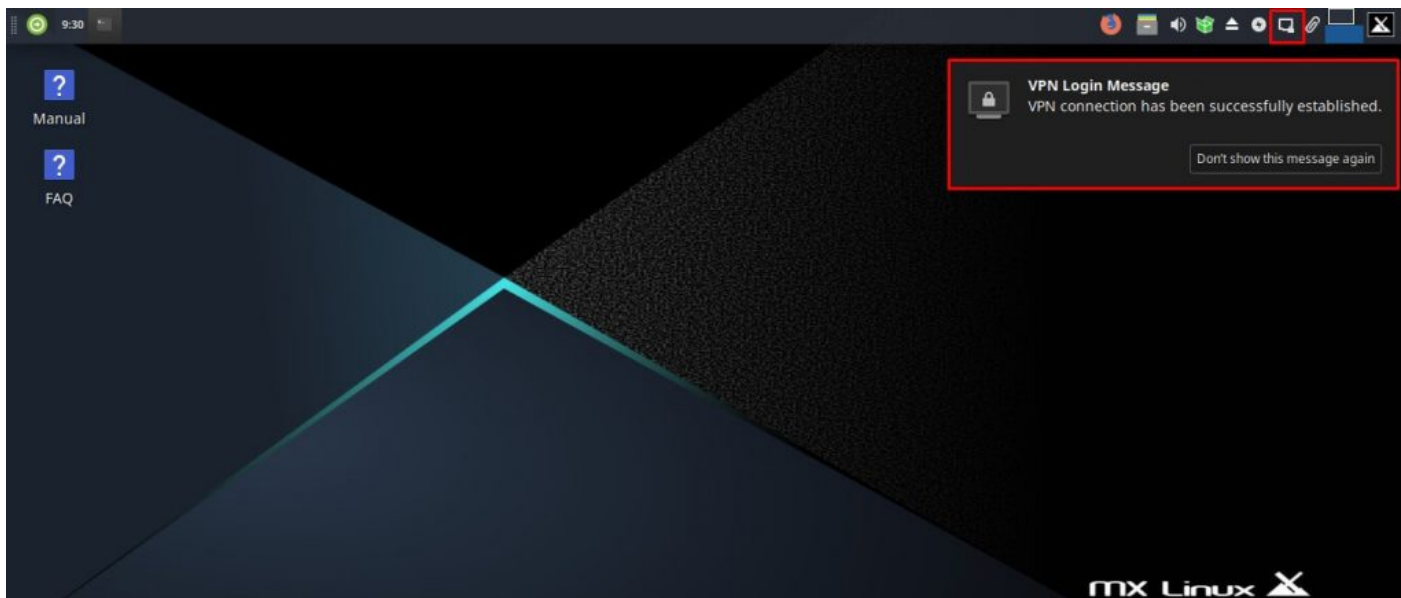 9:30
VPN Login Message
VPN connection has been successfully established.
Don't show this message again
?
Manual
?
FAQ
mx Linux